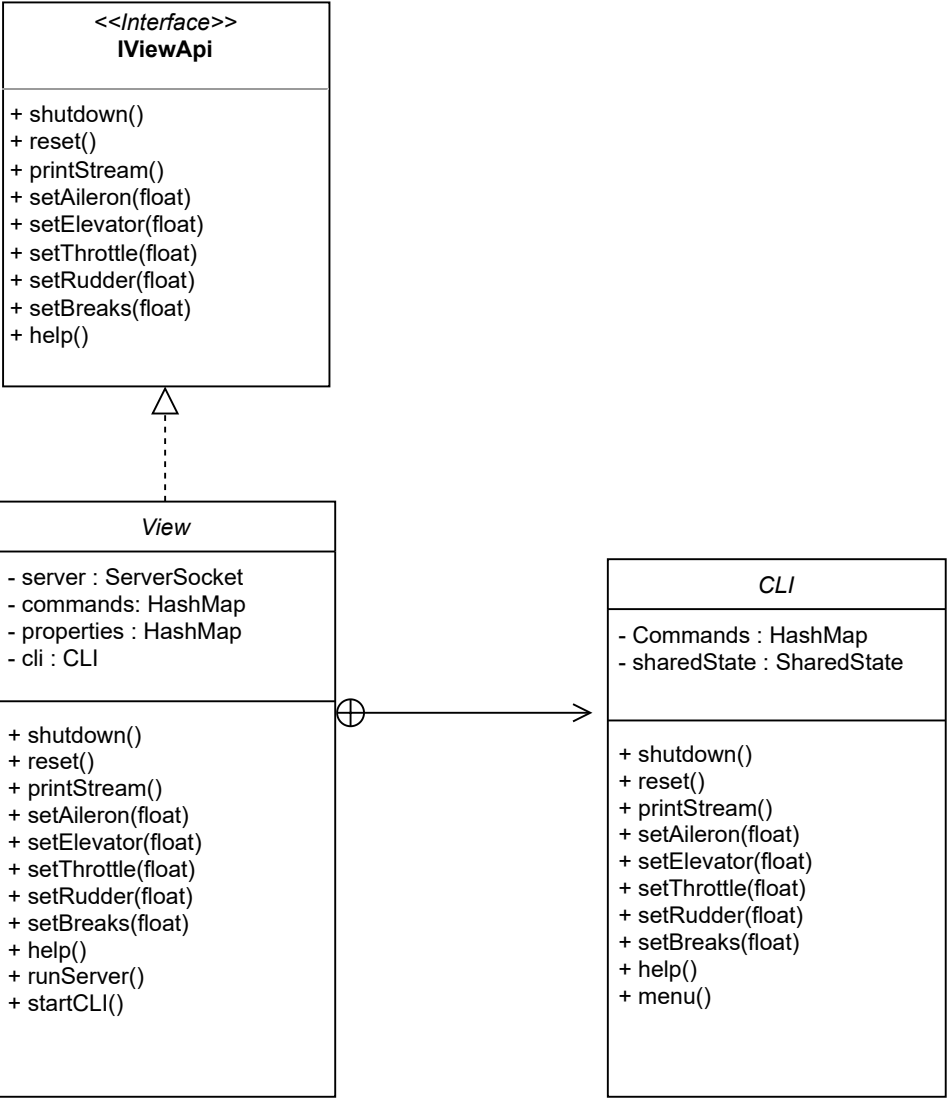 <<Interface>>
IViewApi
+ shutdown()
+ reset()
+ printStream()
+ setAileron(float)
+ setElevator(float)
+ setThrottle(float)
+ setRudder(float)
+ setBreaks(float)
+ help()
View
- server : ServerSocket
- commands: HashMap
- properties : HashMap
- cli : CLI
+ shutdown()
+ reset()
+ printStream()
+ setAileron(float)
+ setElevator(float)
+ setThrottle(float)
+ setRudder(float)
+ setBreaks(float)
+ help()
+ runServer()
+ startCLI()
CLI
- Commands : HashMap
- sharedState : SharedState
+ shutdown()
+ reset()
+ printStream()
+ setAileron(float)
+ setElevator(float)
+ setThrottle(float)
+ setRudder(float)
+ setBreaks(float)
+ help()
+ menu()